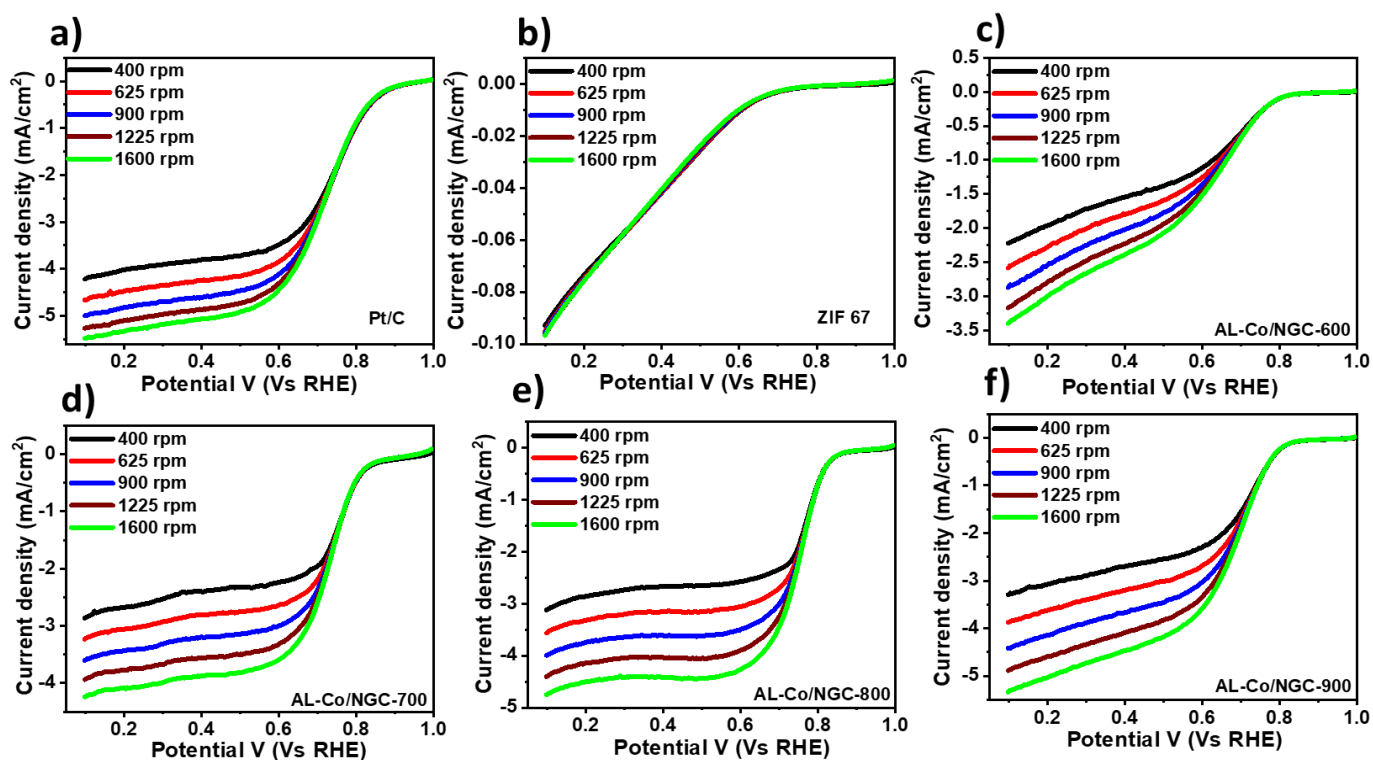 a)
0
-1
-2
-3
-4
-5
400 rpm
625 rpm
900 rpm
1225 rpm
1600 rpm
Pt/C
0.2 0.4 0.6 0.8 1.0
Current density (mA/cm²)
Potential V (Vs RHE)
b)
0.00
-0.02
-0.04
-0.06
-0.08
-0.10
400 rpm
625 rpm
900 rpm
1225 rpm
1600 rpm
ZIF 67
0.2 0.4 0.6 0.8 1.0
Current density (mA/cm²)
Potential V (Vs RHE)
c)
0.5
0.0
-0.5
-1.0
-1.5
-2.0
-2.5
-3.0
-3.5
400 rpm
625 rpm
900 rpm
1225 rpm
1600 rpm
AL-Co/NGC-600
0.2 0.4 0.6 0.8 1.0
Current density (mA/cm²)
Potential V (Vs RHE)
d)
0
-1
-2
-3
-4
400 rpm
625 rpm
900 rpm
1225 rpm
1600 rpm
AL-Co/NGC-700
0.2 0.4 0.6 0.8 1.0
Current density (mA/cm²)
Potential V (Vs RHE)
e)
0
-1
-2
-3
-4
-5
400 rpm
625 rpm
900 rpm
1225 rpm
1600 rpm
AL-Co/NGC-800
0.2 0.4 0.6 0.8 1.0
Current density (mA/cm²)
Potential V (Vs RHE)
f)
0
-1
-2
-3
-4
-5
400 rpm
625 rpm
900 rpm
1225 rpm
1600 rpm
AL-Co/NGC-900
0.2 0.4 0.6 0.8 1.0
Current density (mA/cm²)
Potential V (Vs RHE)